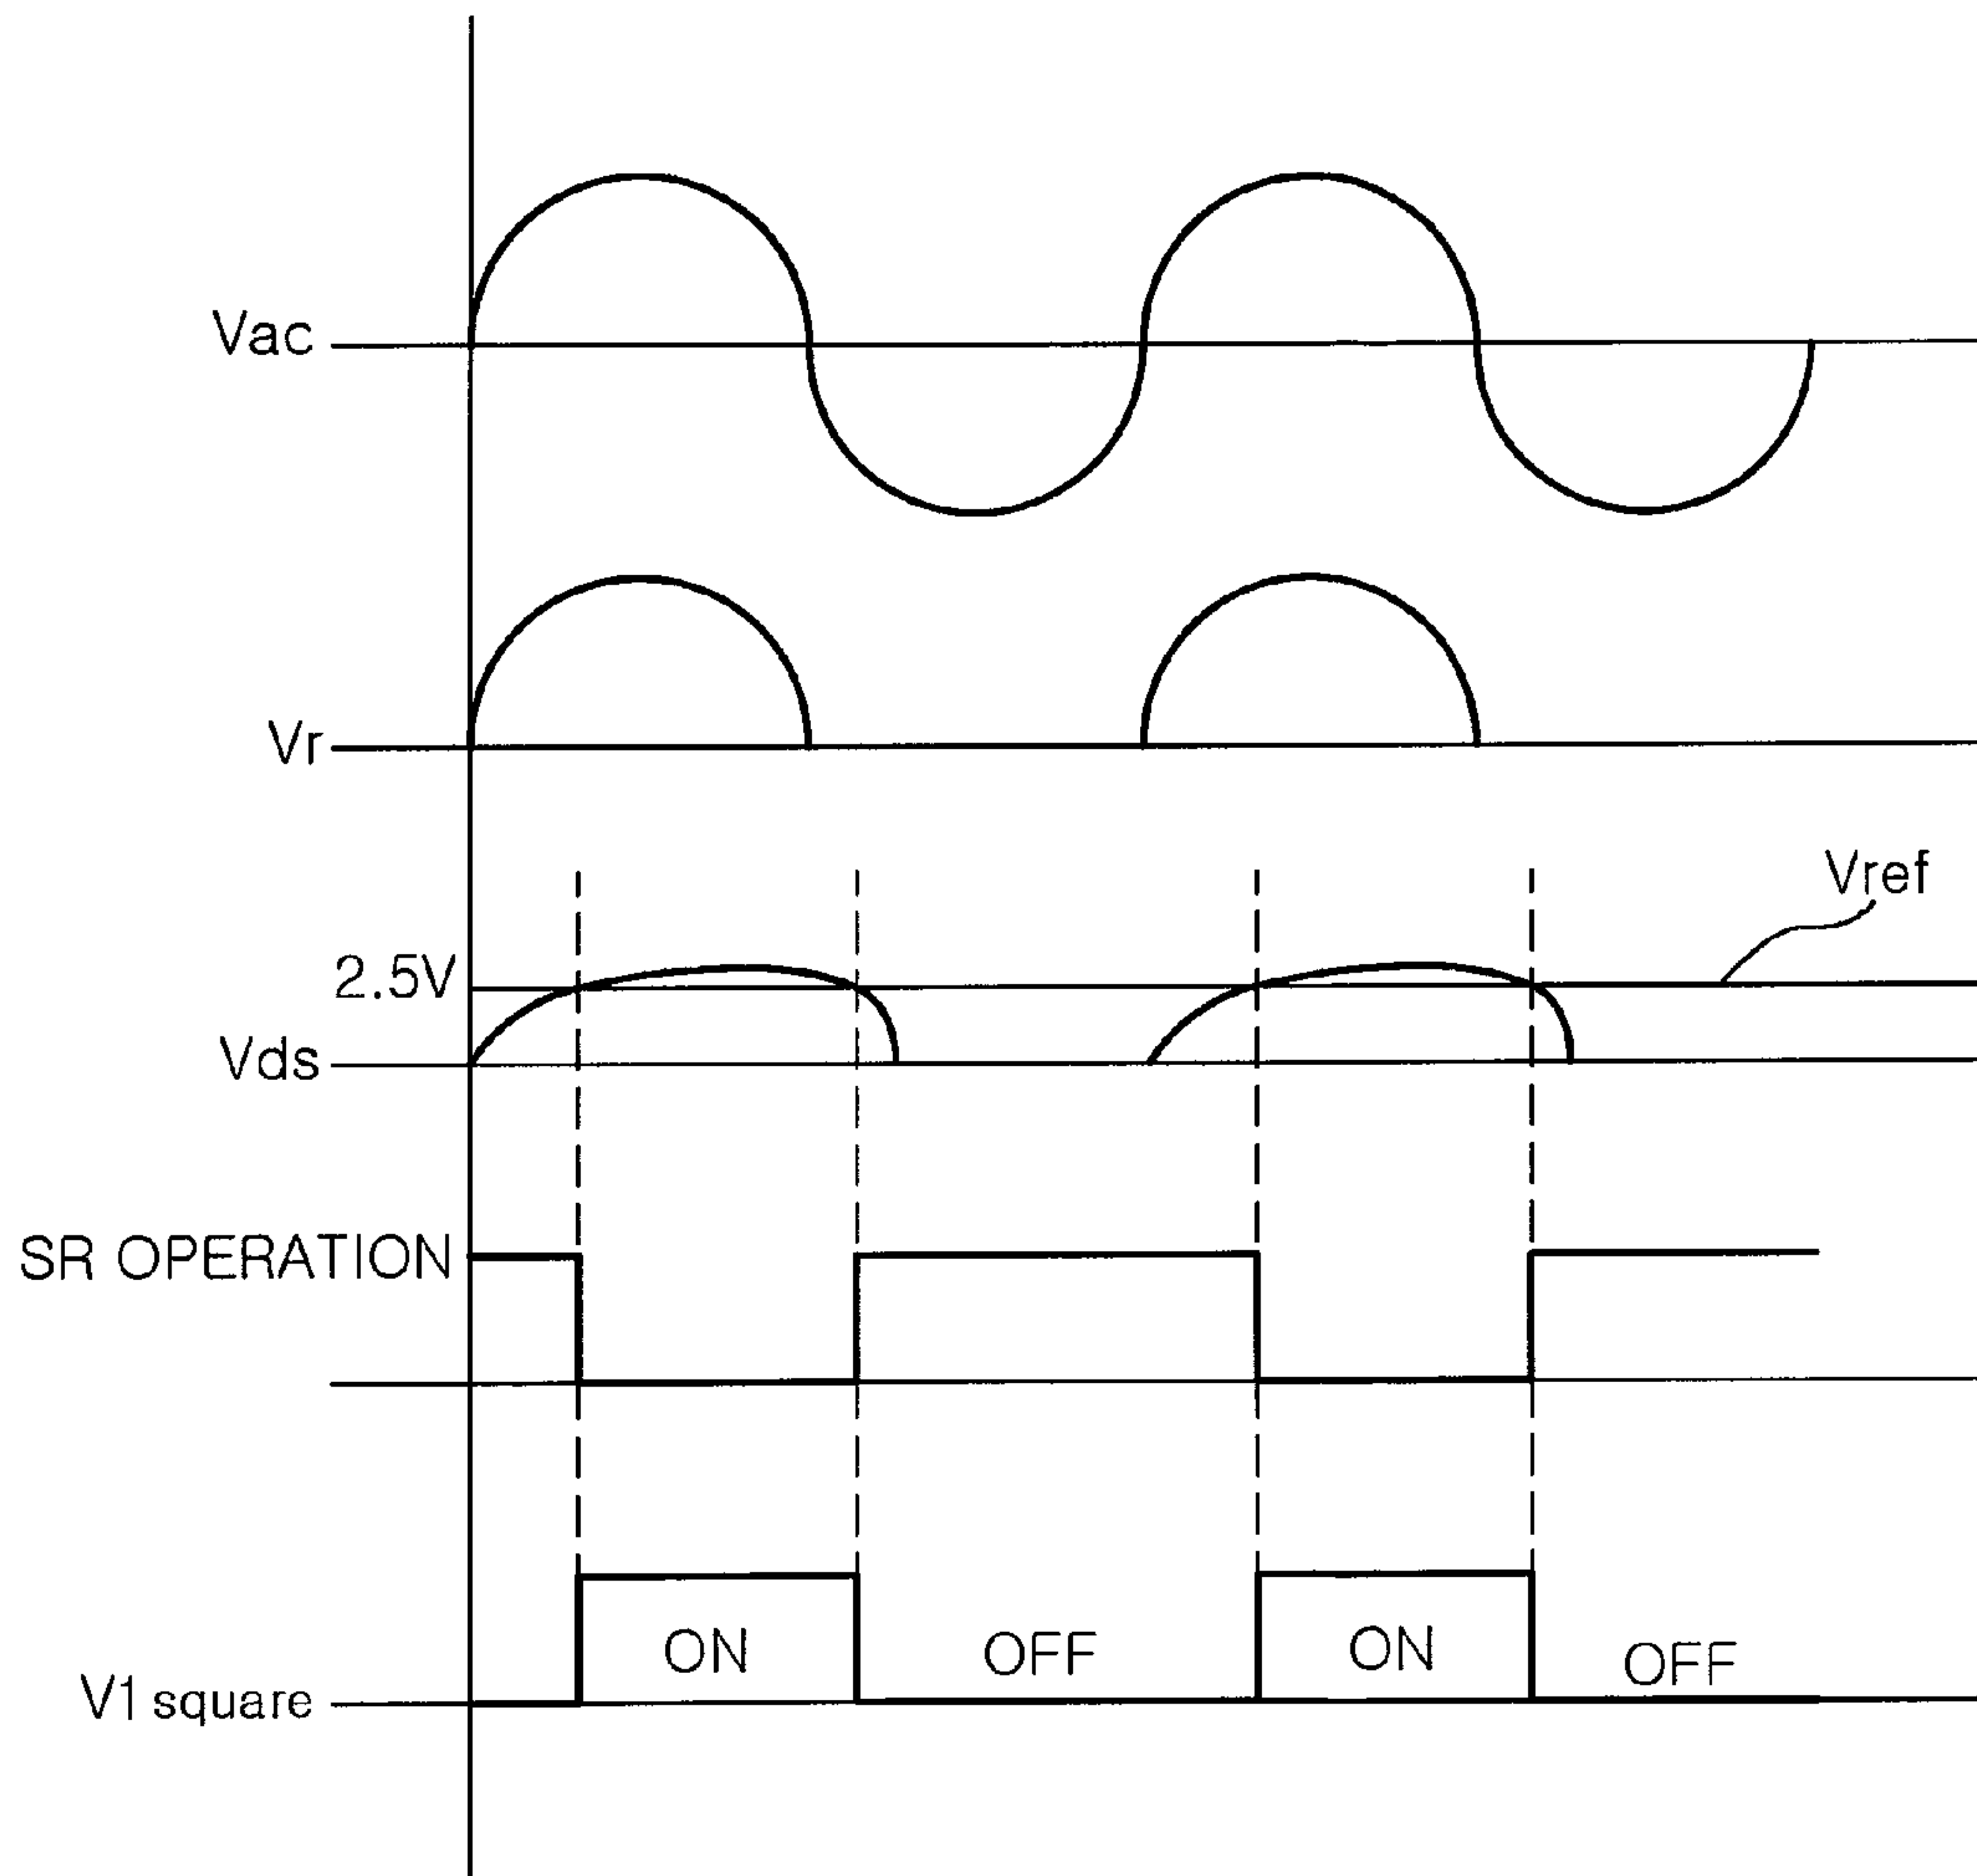 Vac
Vr
Vref
2.5V
Vds
SR OPERATION
ON OFF ON OFF
V1 square